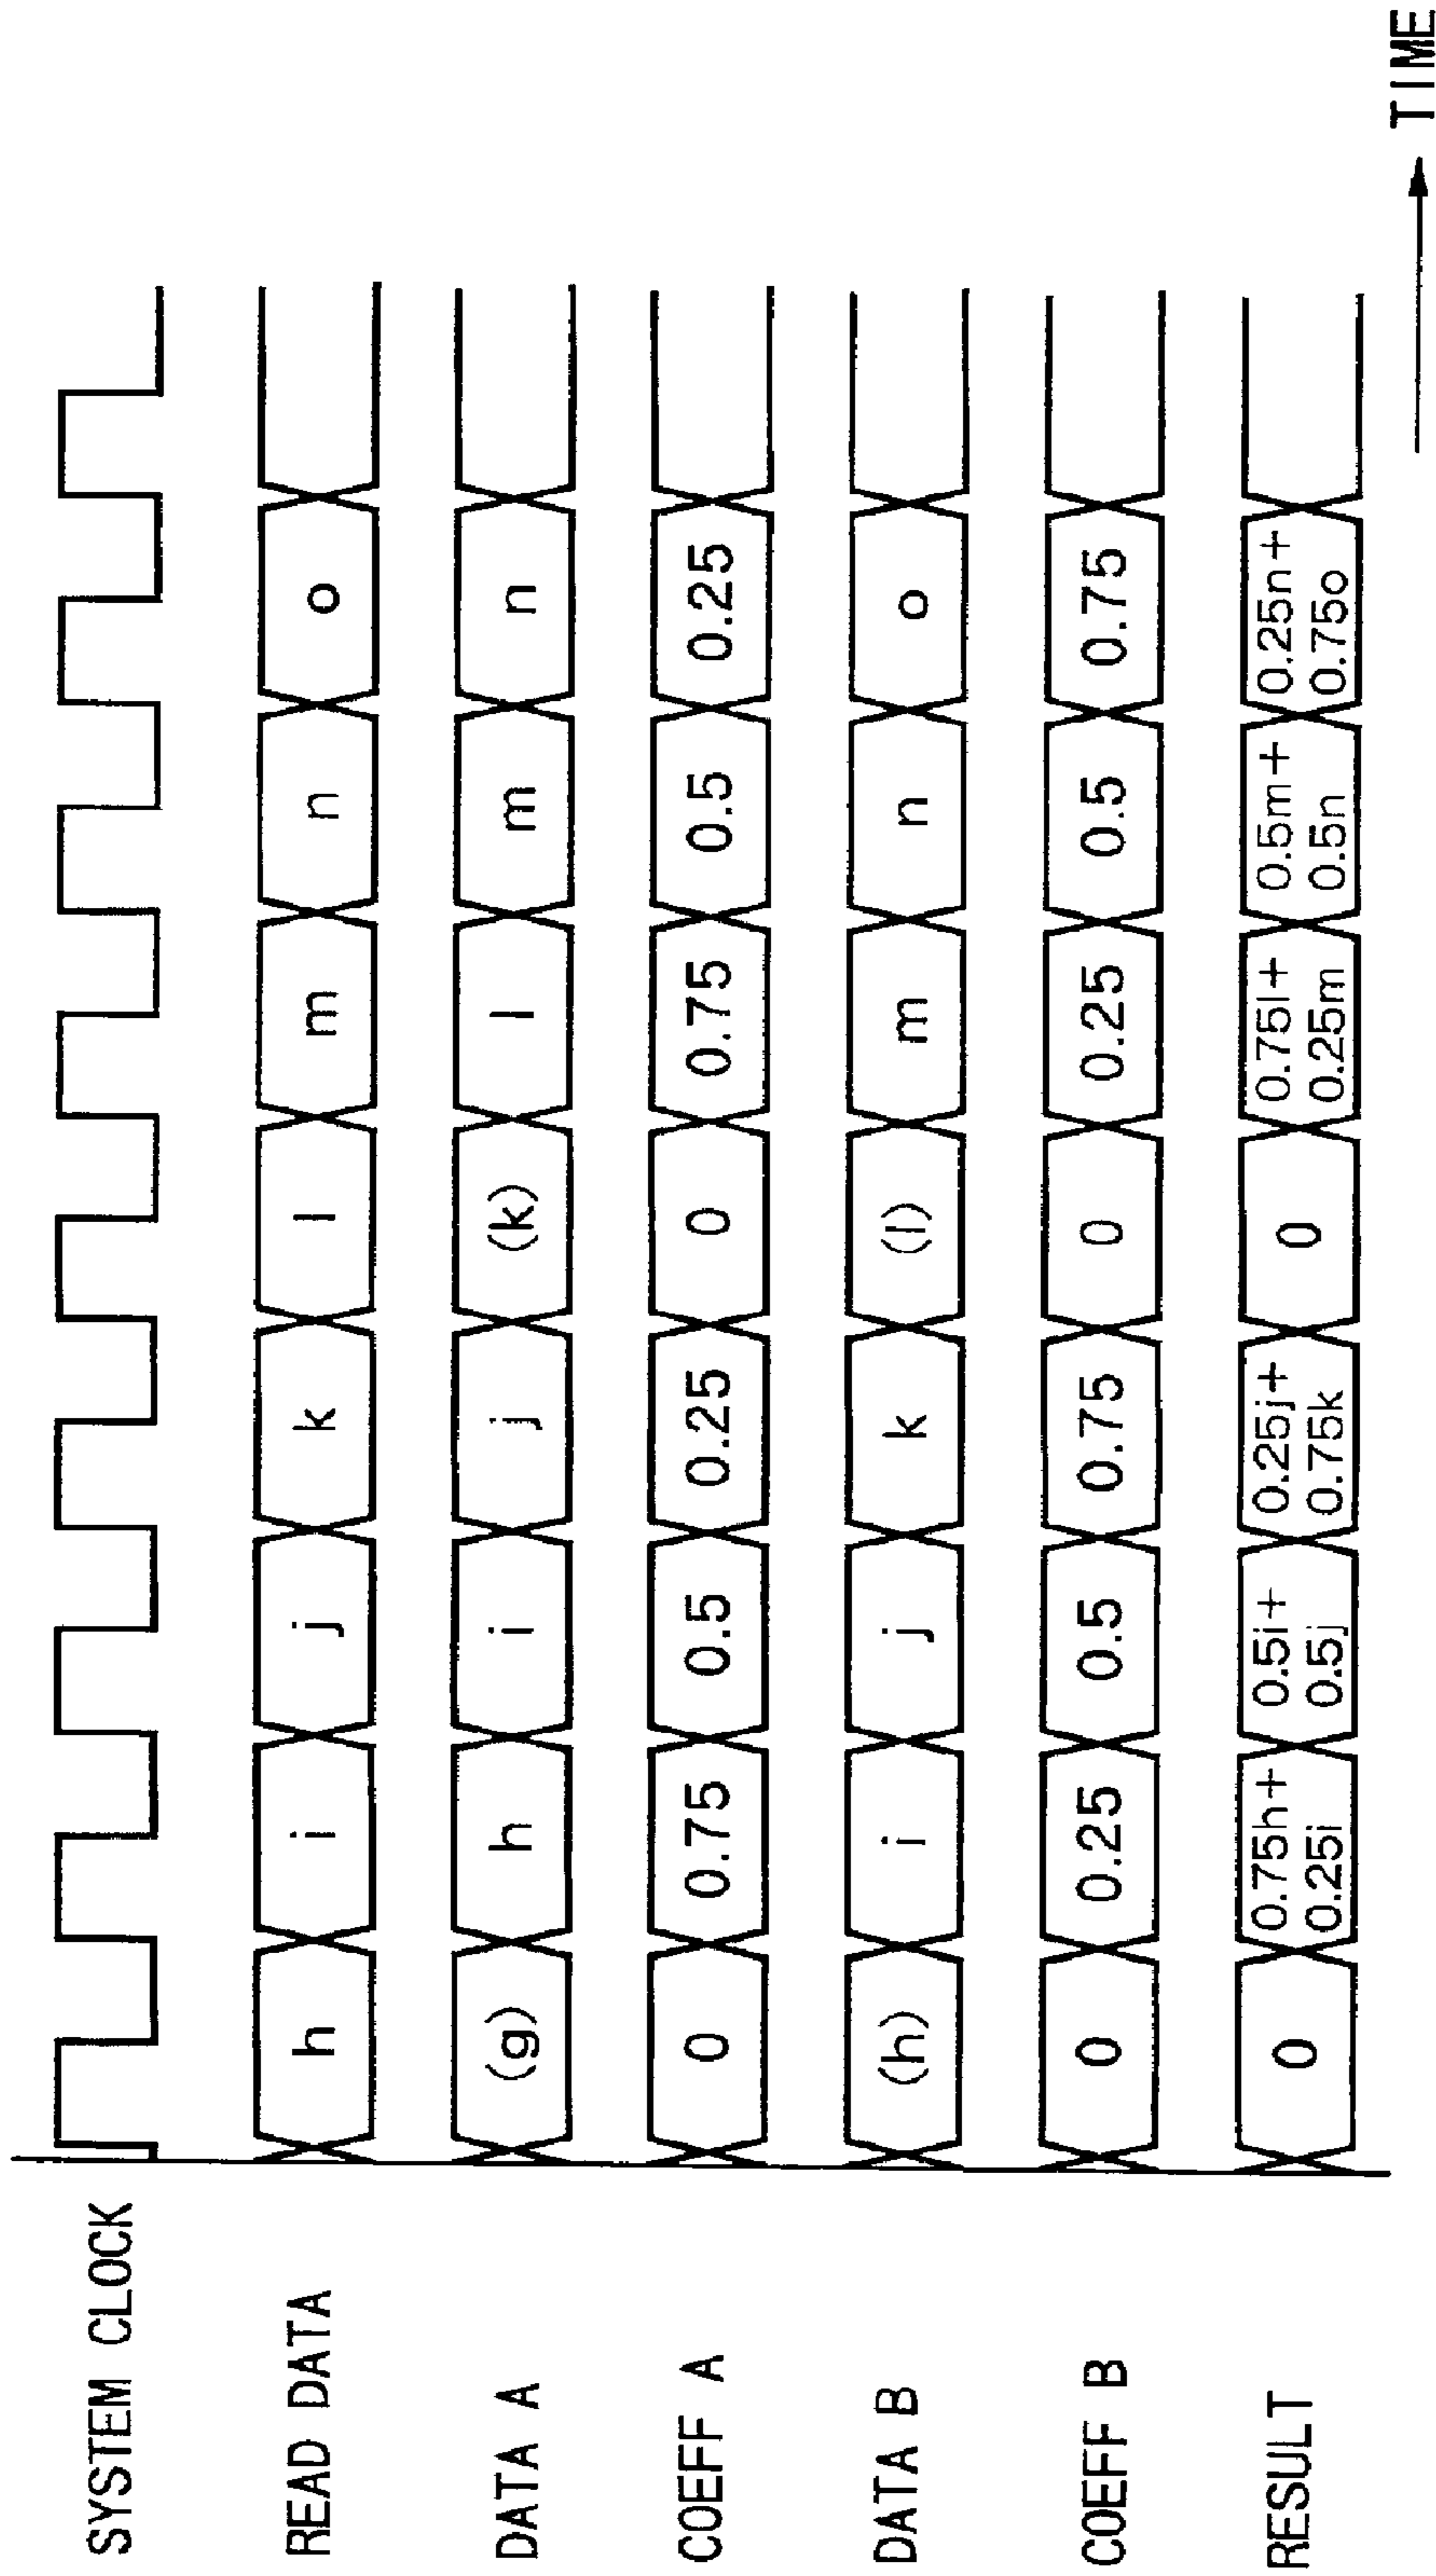 SYSTEM CLOCK
READ DATA h i j k l m n o
DATA A (g) h i j (k) l m n
COEFF A 0 0.75 0.5 0.25 0 0.75 0.5 0.25
DATA B (h) i j k (l) m n o
COEFF B 0 0.25 0.5 0.75 0 0.25 0.5 0.75
RESULT 0 0.75h+ 0.5i+ 0.25j+ 0 0.75l+ 0.5m+ 0.25n+
0.25i 0.5j 0.75k 0.25m 0.5n 0.75o
TIME